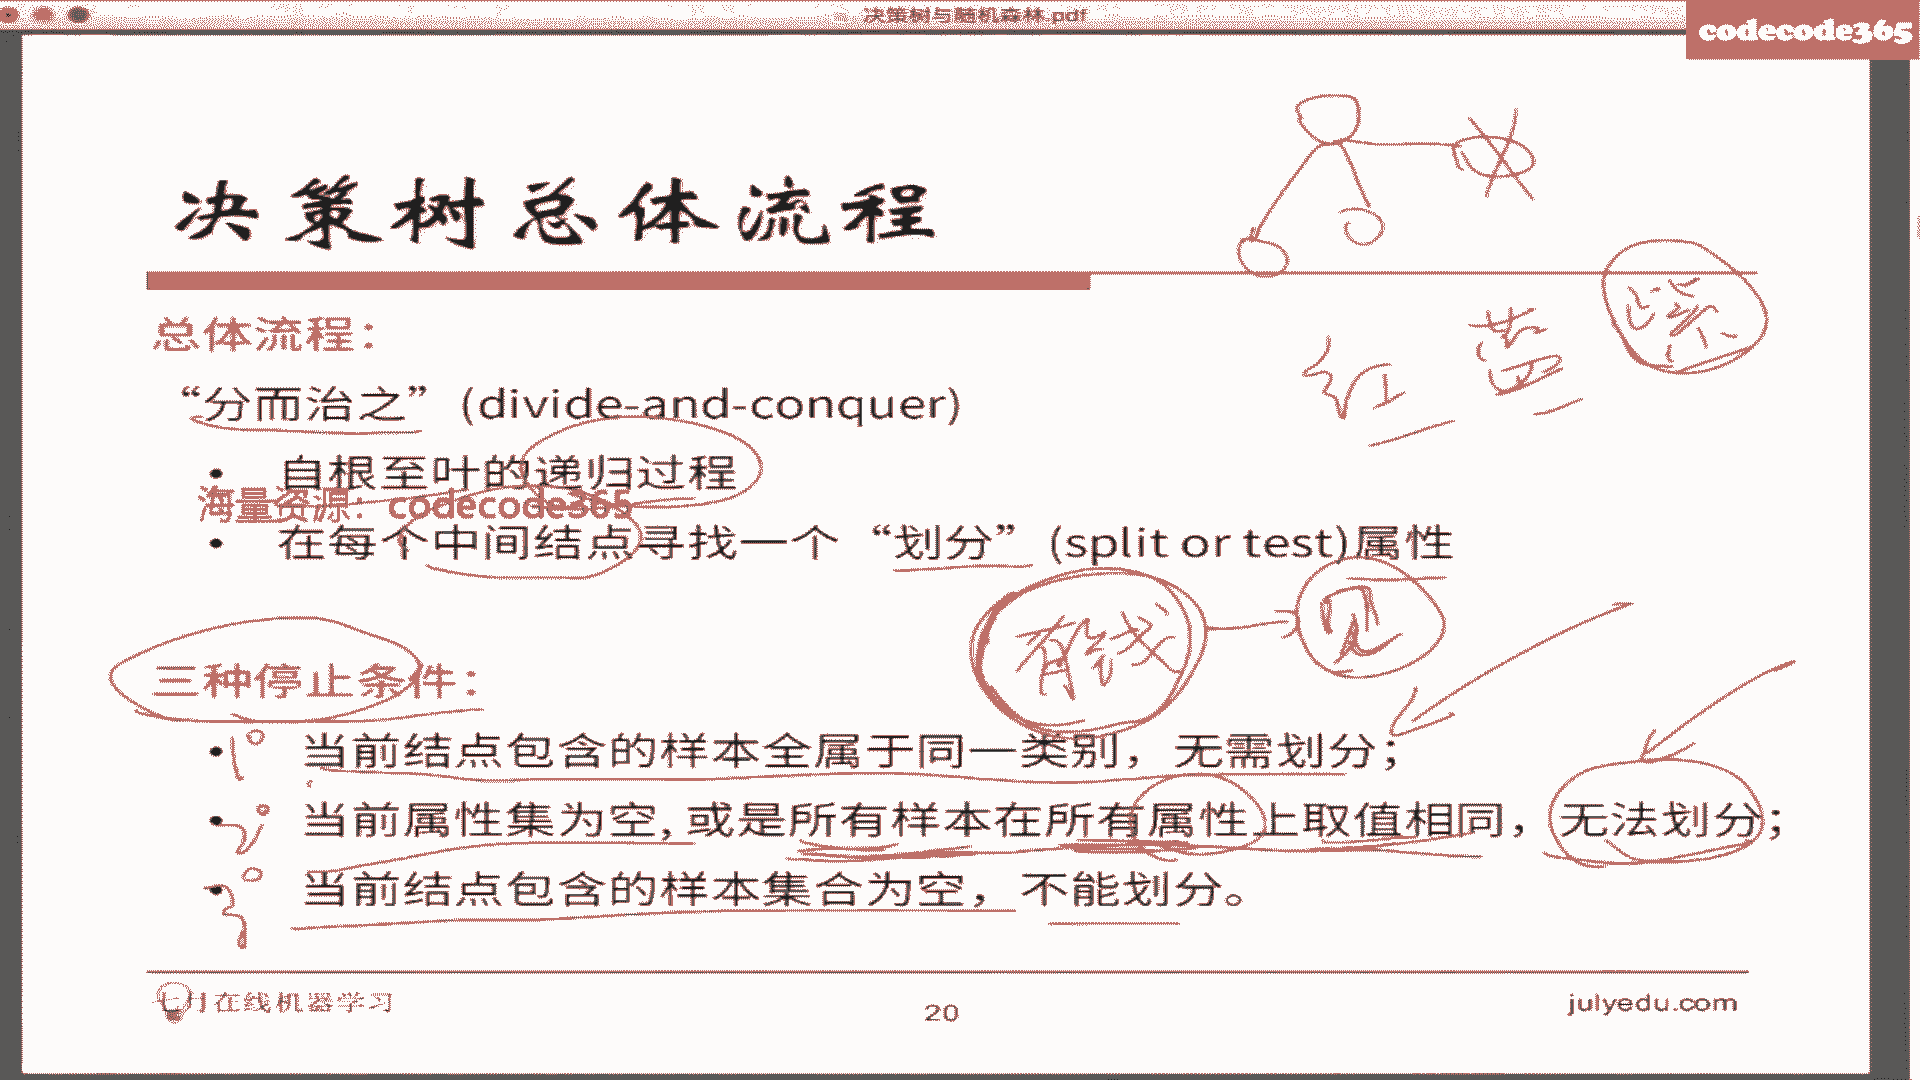 决策树与随机森林.pdf
codecode365
决策树总体流程
总体流程：
“分而治之”(divide-and-conquer)
• 自根至叶的递归过程
海量资源：codecode365
• 在每个中间结点寻找一个“划分”(split or test)属性
红 蓝 紫
有钱 见
三种停止条件：
• 1° 当前结点包含的样本全属于同一类别，无需划分；
• 2° 当前属性集为空, 或是所有样本在所有属性上取值相同，无法划分；
• 3° 当前结点包含的样本集合为空，不能划分。
七月在线机器学习
20
julyedu.com